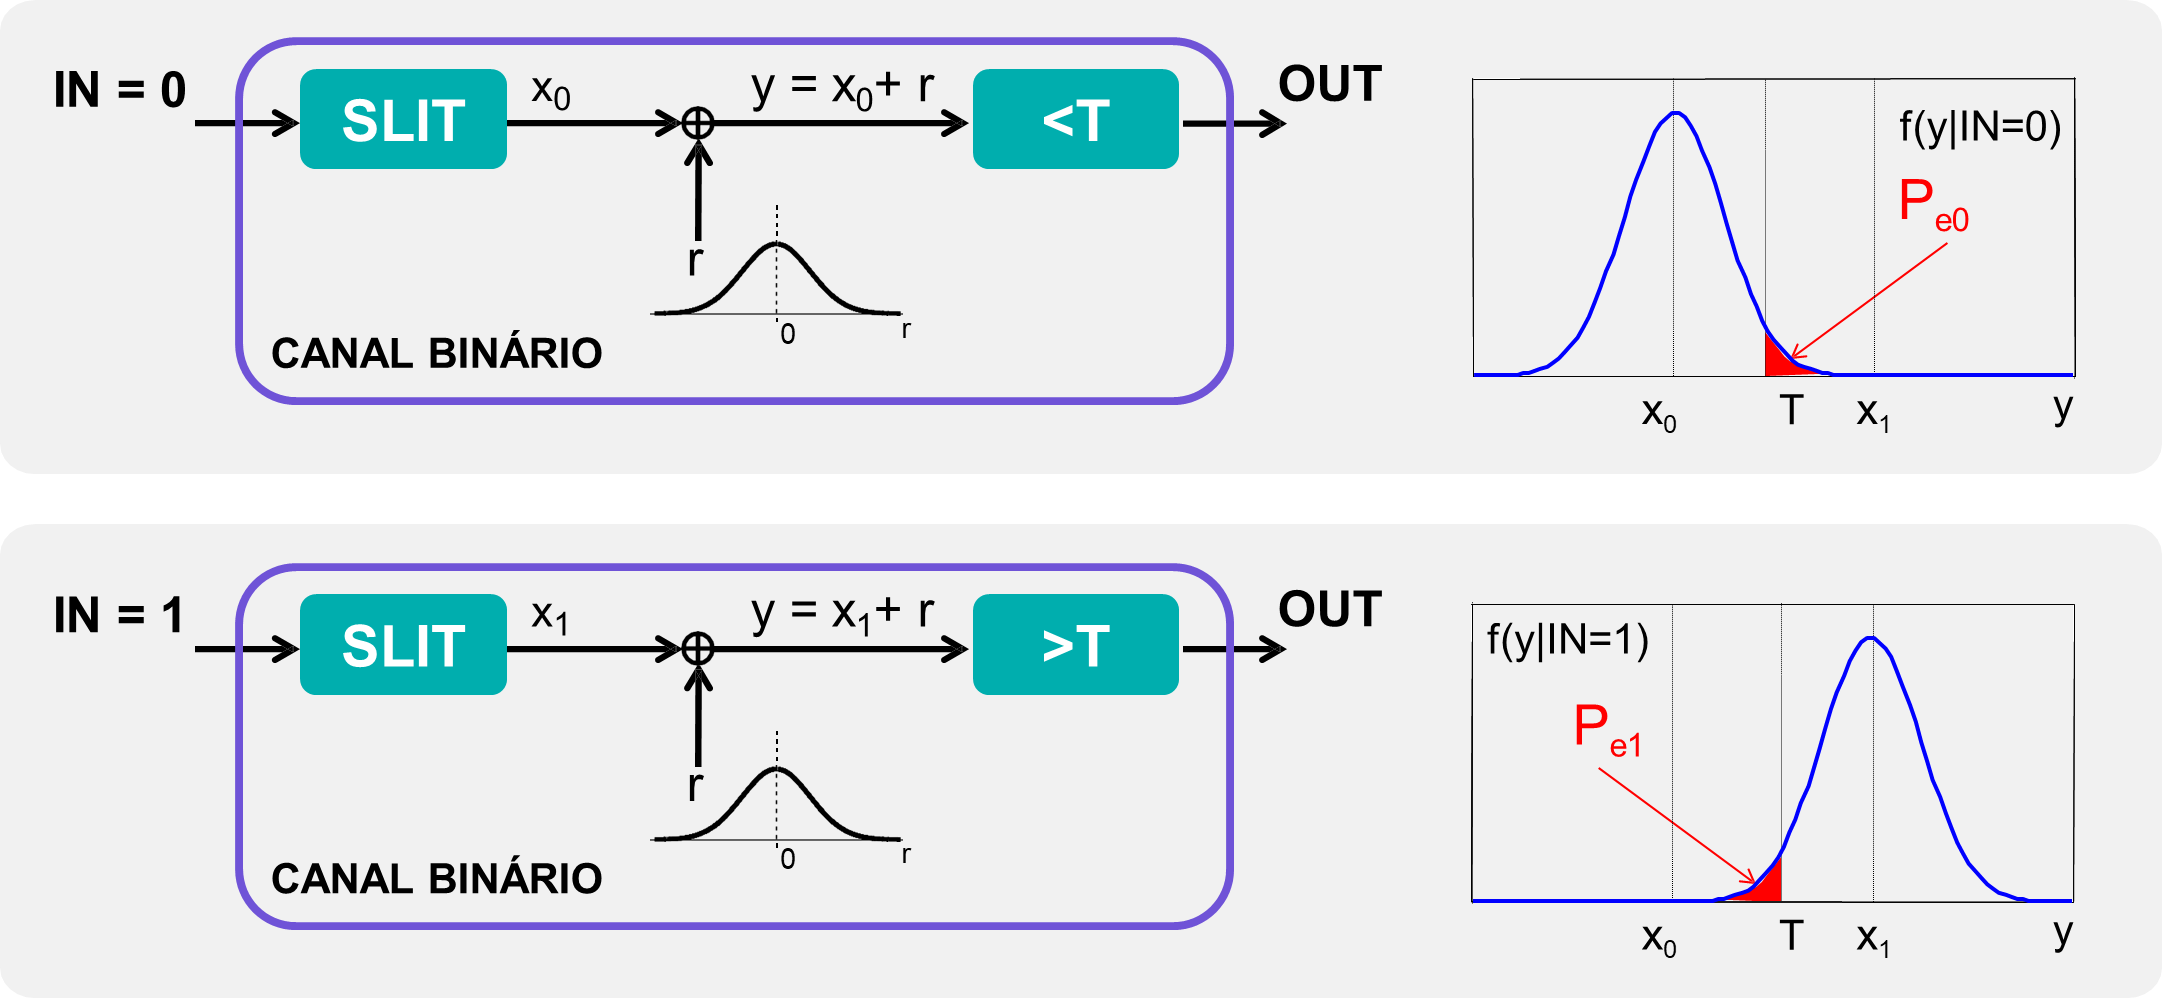 IN = 0
SLIT
x₀
y = x₀+ r
<T
OUT
r
0
r
CANAL BINÁRIO
f(y|IN=0)
Pₑ₀
x₀
T
x₁
y
IN = 1
SLIT
x₁
y = x₁+ r
>T
OUT
r
0
r
CANAL BINÁRIO
f(y|IN=1)
Pₑ₁
x₀
T
x₁
y